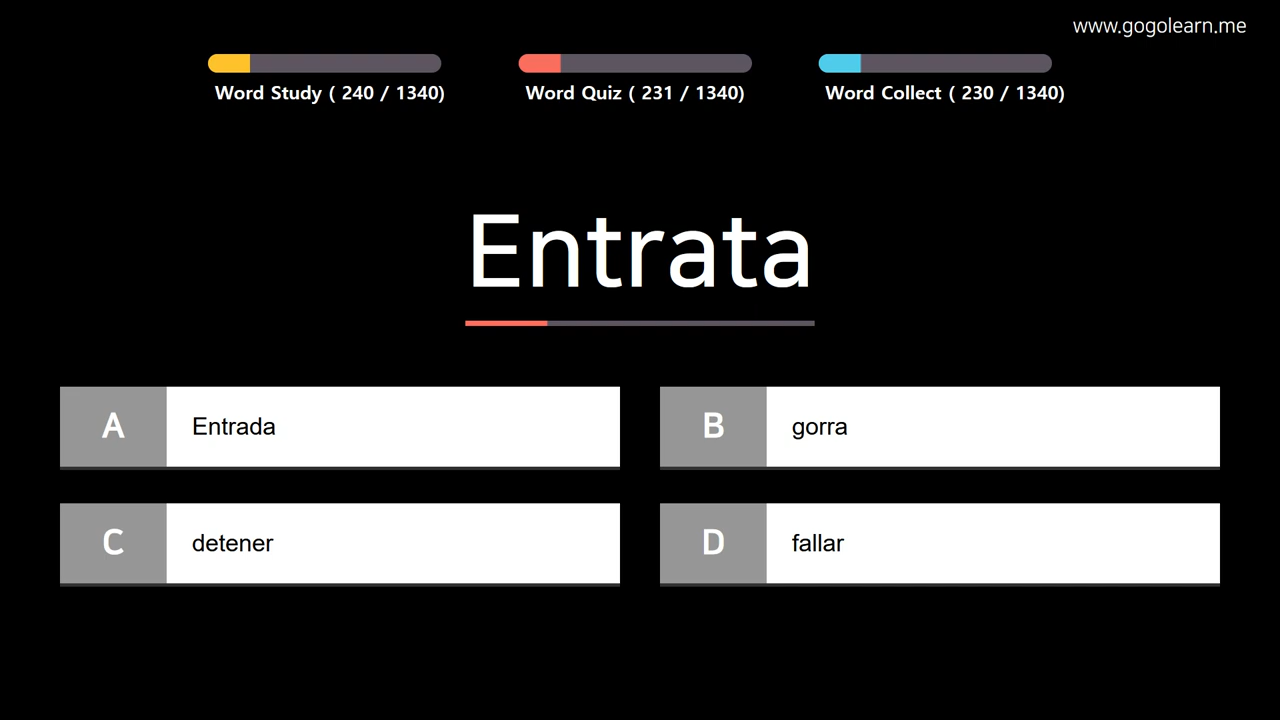 www.gogolearn.me
Word Study ( 240 / 1340)
Word Quiz ( 231 / 1340)
Word Collect ( 230 / 1340)
Entrata
A
Entrada
B
gorra
C
detener
D
fallar